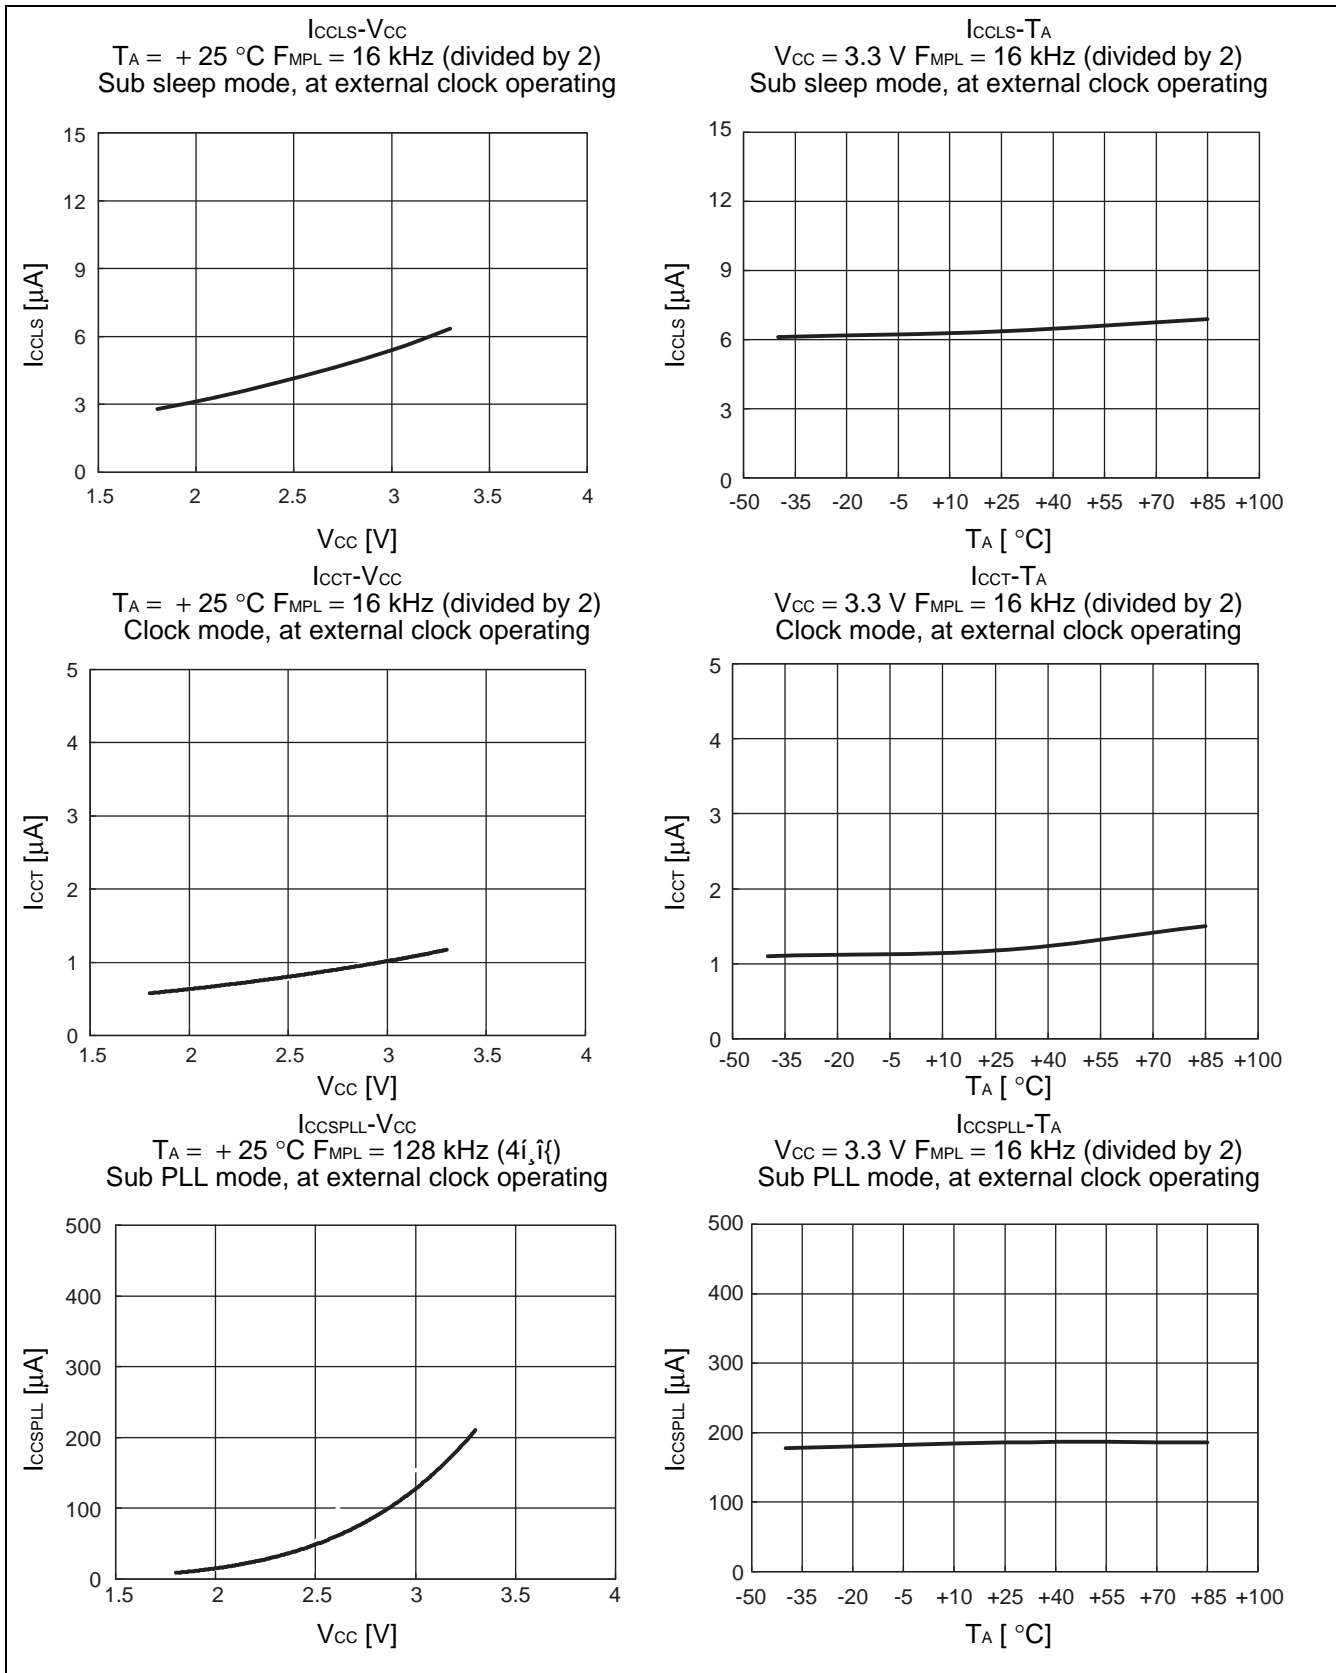 ICCLS-VCC
TA = + 25 °C FMPL = 16 kHz (divided by 2)
Sub sleep mode, at external clock operating
15
12
9
6
3
0
ICCLS [µA]
1.5 2 2.5 3 3.5 4
VCC [V]
ICCLS-TA
VCC = 3.3 V FMPL = 16 kHz (divided by 2)
Sub sleep mode, at external clock operating
15
12
9
6
3
0
ICCLS [µA]
-50 -35 -20 -5 +10 +25 +40 +55 +70 +85 +100
TA [ °C]
ICCT-VCC
TA = + 25 °C FMPL = 16 kHz (divided by 2)
Clock mode, at external clock operating
5
4
3
2
1
0
ICCT [µA]
1.5 2 2.5 3 3.5 4
VCC [V]
ICCT-TA
VCC = 3.3 V FMPL = 16 kHz (divided by 2)
Clock mode, at external clock operating
5
4
3
2
1
0
ICCT [µA]
-50 -35 -20 -5 +10 +25 +40 +55 +70 +85 +100
TA [ °C]
ICCSPLL-VCC
TA = + 25 °C FMPL = 128 kHz (4í¸î{)
Sub PLL mode, at external clock operating
500
400
300
200
100
0
ICCSPLL [µA]
1.5 2 2.5 3 3.5 4
VCC [V]
ICCSPLL-TA
VCC = 3.3 V FMPL = 16 kHz (divided by 2)
Sub PLL mode, at external clock operating
500
400
300
200
100
0
ICCSPLL [µA]
-50 -35 -20 -5 +10 +25 +40 +55 +70 +85 +100
TA [ °C]